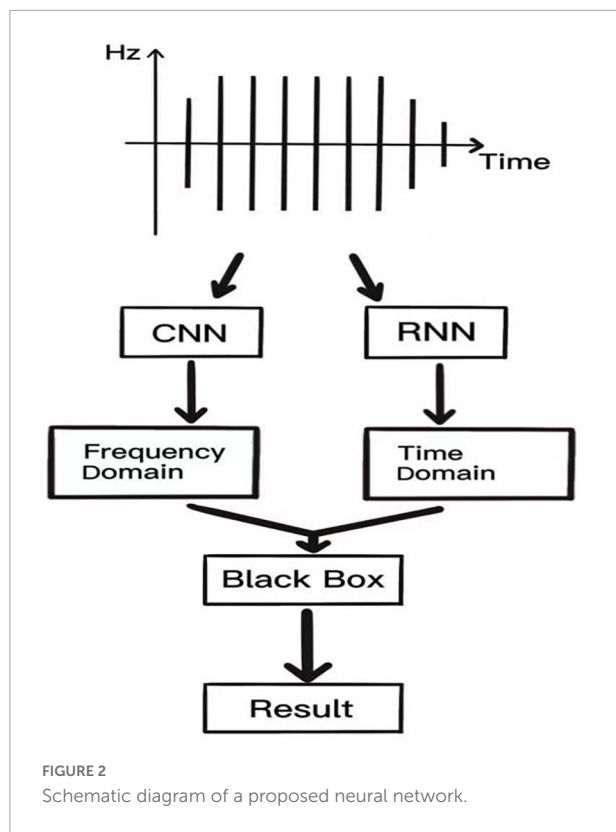 Hz
Time
CNN
RNN
Frequency
Domain
Time
Domain
Black Box
Result
FIGURE 2
Schematic diagram of a proposed neural network.